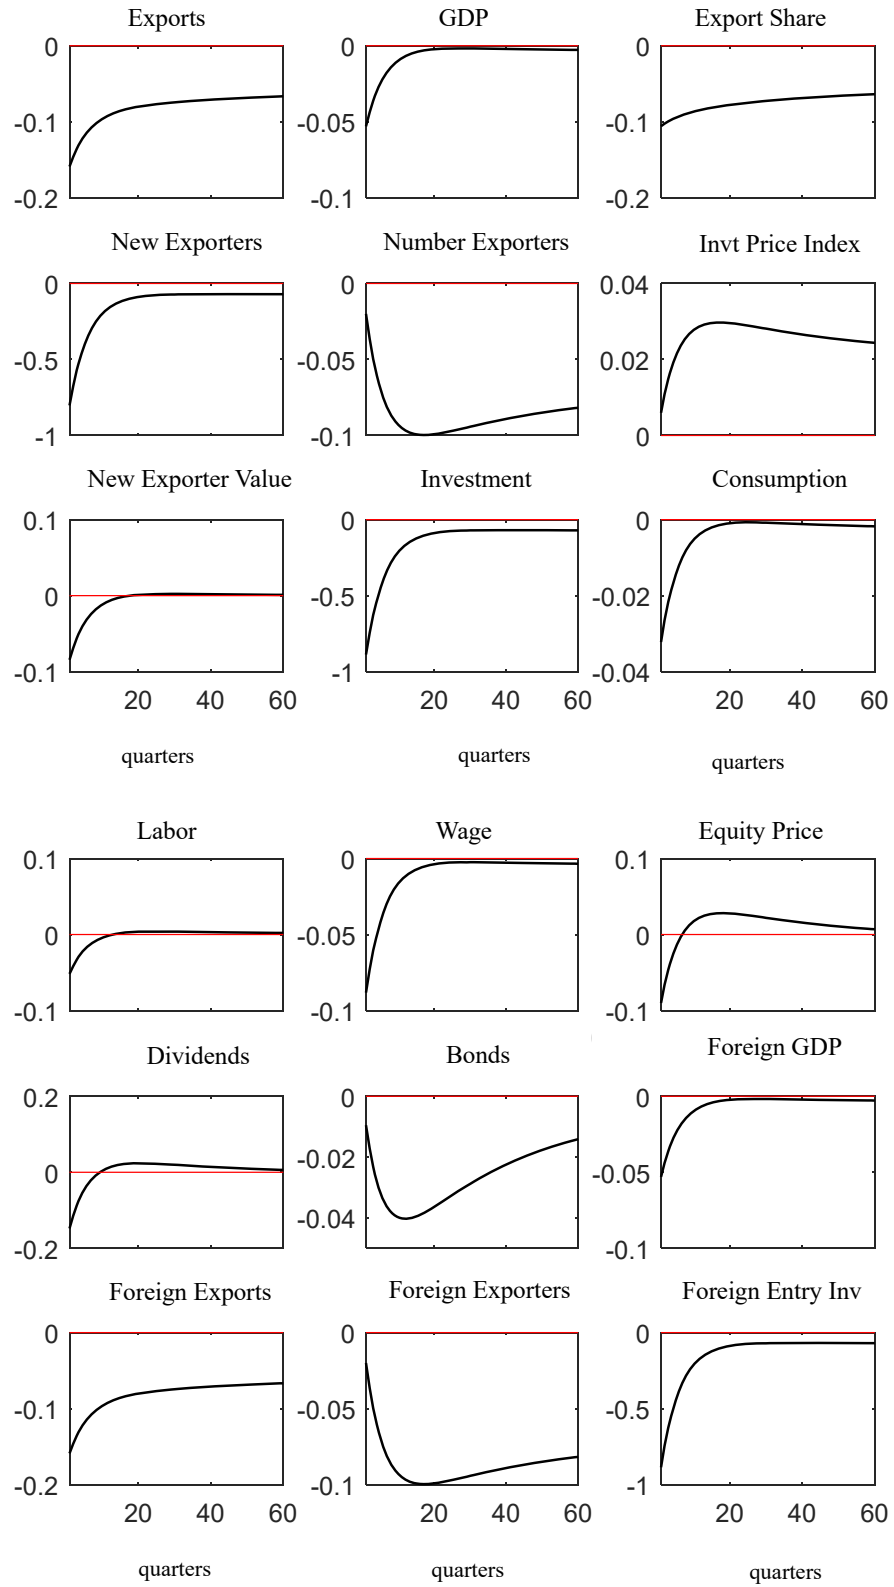 Exports GDP Export Share
0 0 0
-0.1 -0.05 -0.1
-0.2 -0.1 -0.2
New Exporters Number Exporters Invt Price Index
0 0 0.04
-0.5 -0.05 0.02
-1 -0.1 0
New Exporter Value Investment Consumption
0.1 0 0
0 -0.5 -0.02
-0.1 -1 -0.04
20 40 60 20 40 60 20 40 60
quarters quarters quarters
Labor Wage Equity Price
0.1 0 0.1
0 -0.05 0
-0.1 -0.1 -0.1
Dividends Bonds Foreign GDP
0.2 0 0
0 -0.02 -0.05
-0.2 -0.04 -0.1
Foreign Exports Foreign Exporters Foreign Entry Inv
0 0 0
-0.1 -0.05 -0.5
-0.2 -0.1 -1
20 40 60 20 40 60 20 40 60
quarters quarters quarters